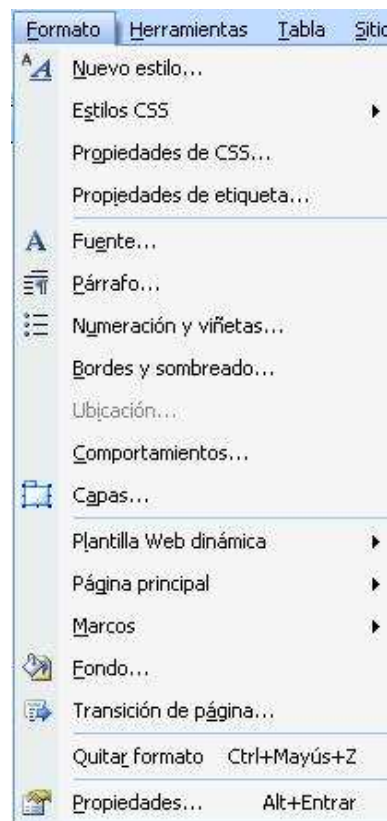 Formato Herramientas Tabla Sitio
Nuevo estilo...
Estilos CSS
Propiedades de CSS...
Propiedades de etiqueta...
Fuente...
Párrafo...
Numeración y viñetas...
Bordes y sombreado...
Ubicación...
Comportamientos...
Capas...
Plantilla Web dinámica
Página principal
Marcos
Fondo...
Transición de página...
Quitar formato Ctrl+Mayús+Z
Propiedades... Alt+Entrar